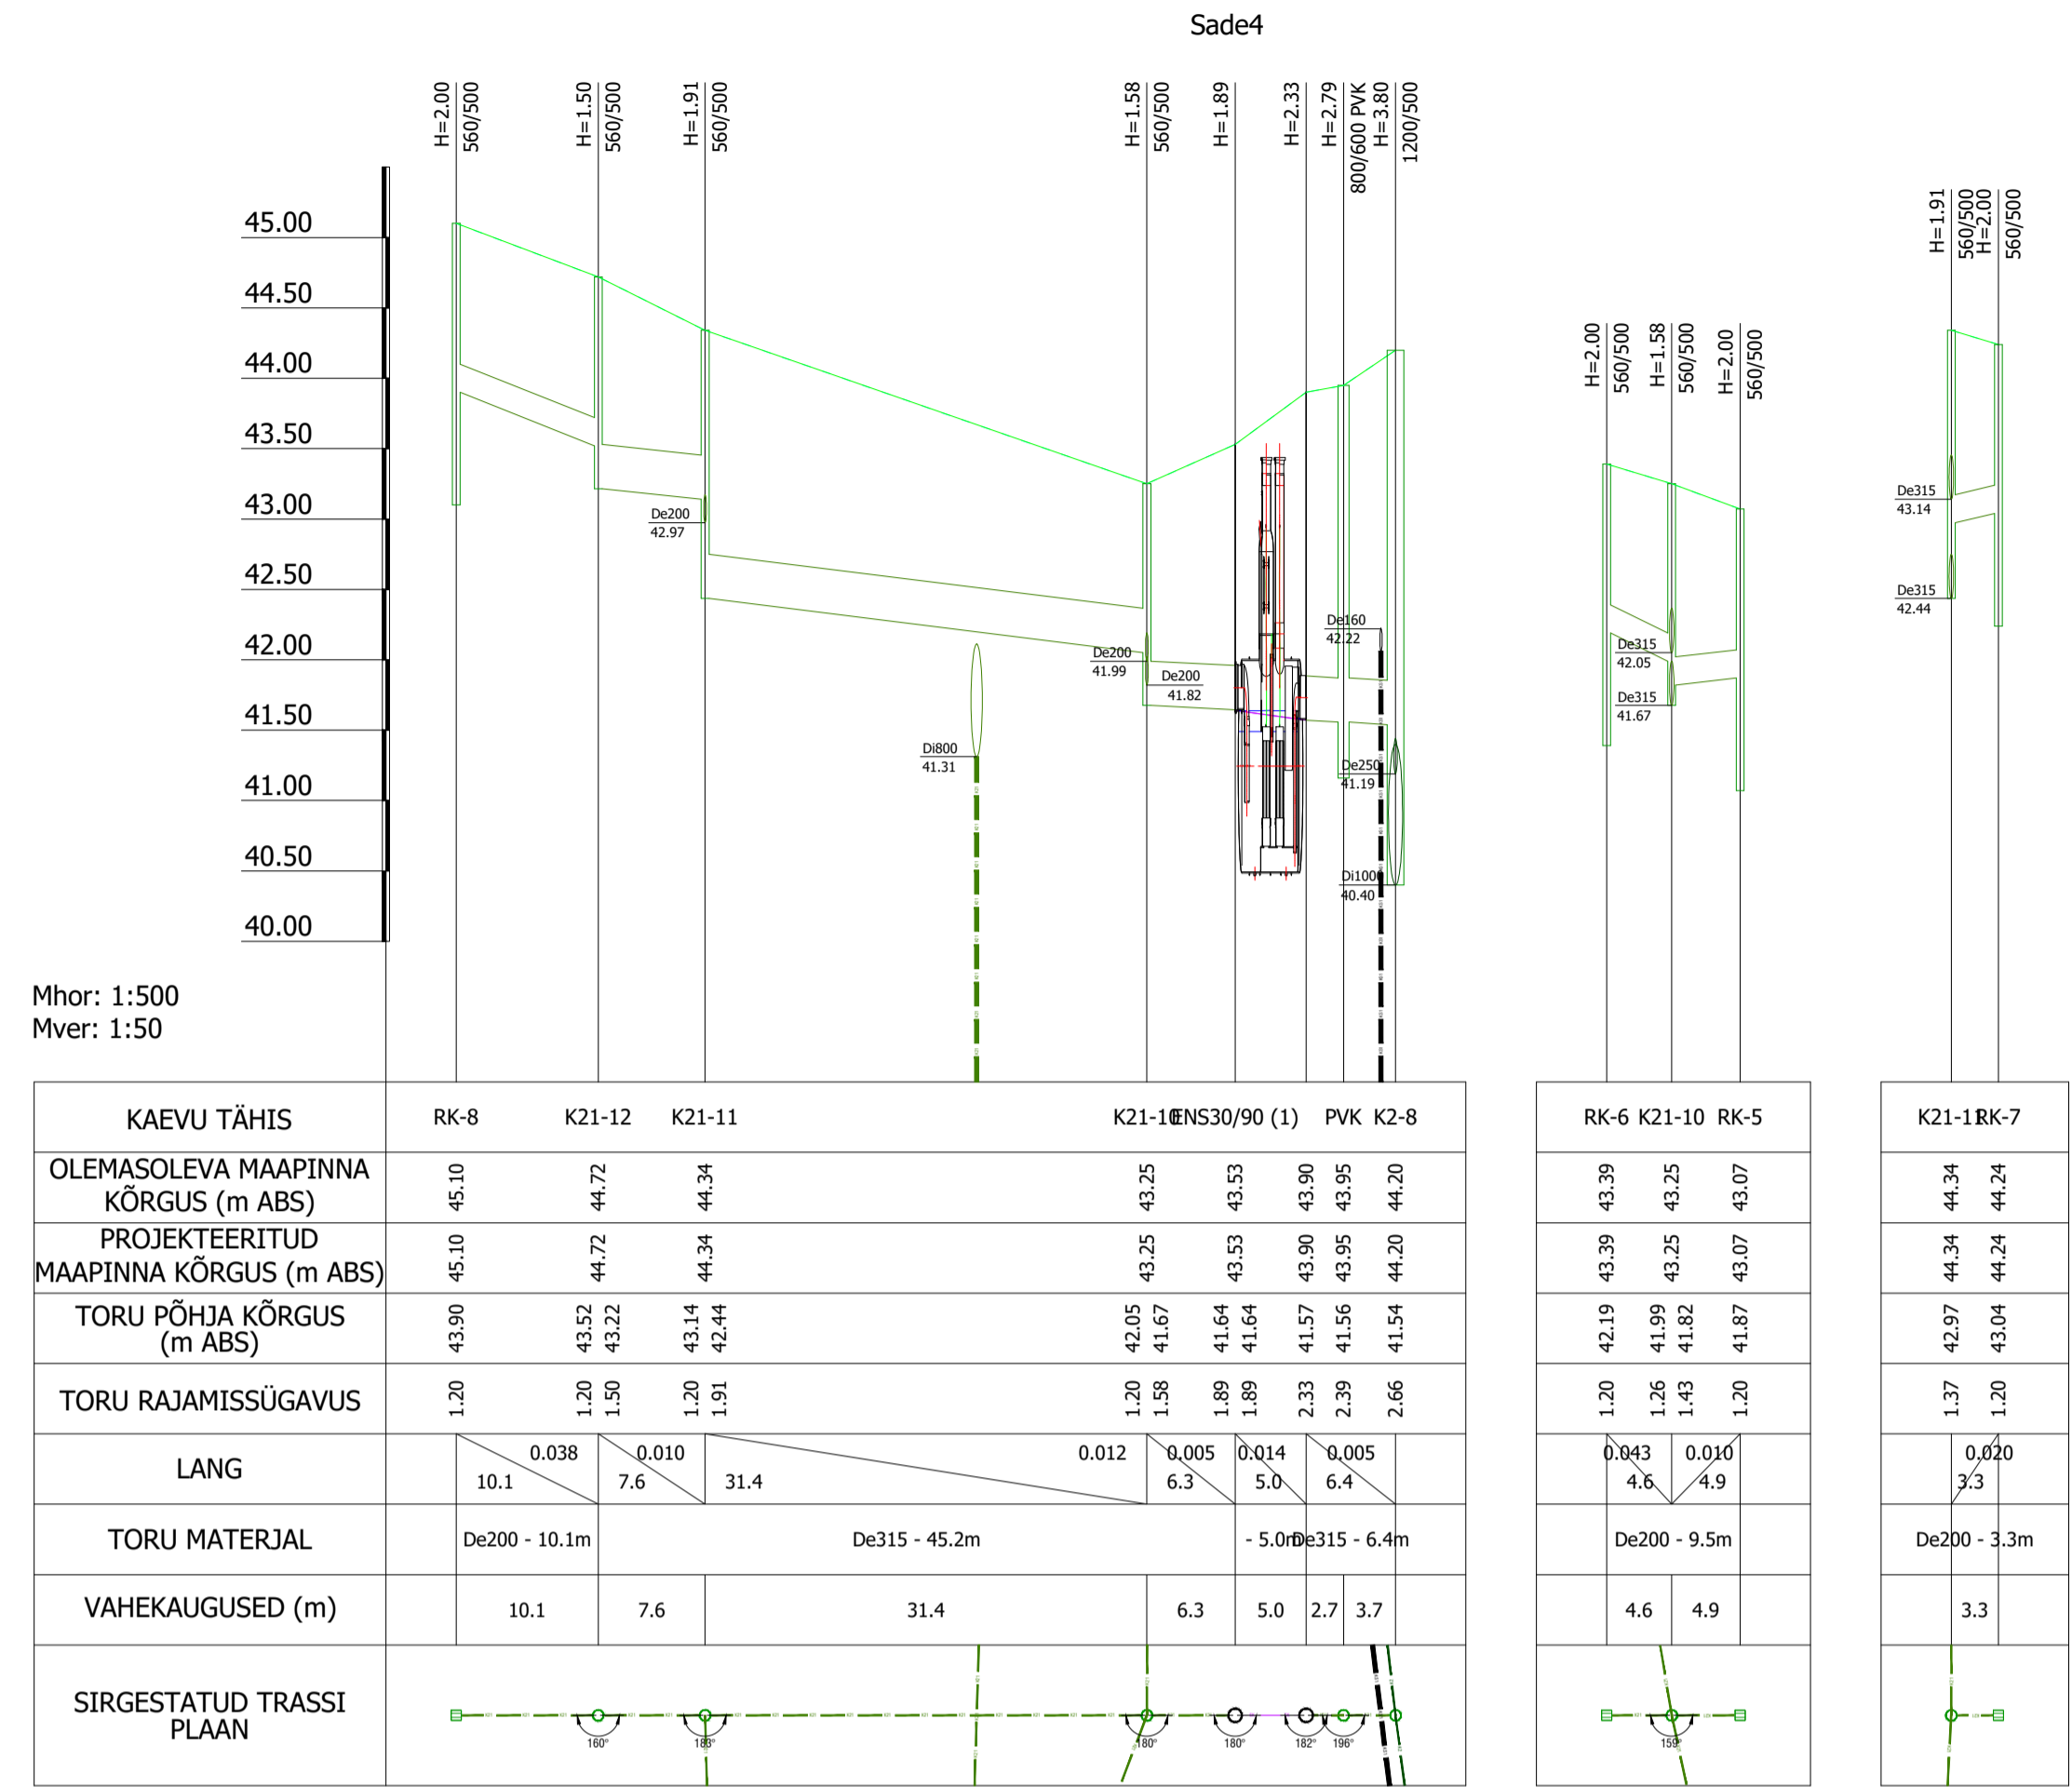 Sade4
H=2.00
560/500
H=1.50
560/500
H=1.91
560/500
H=1.58
560/500
H=1.89
H=2.33
H=2.79
800/600 PVK
H=3.80
1200/500
H=2.00
560/500
H=1.58
560/500
H=2.00
560/500
H=1.91
560/500
H=2.00
560/500
45.00
44.50
44.00
43.50
43.00
42.50
42.00
41.50
41.00
40.50
40.00
De200
42.97
Di800
41.31
De200
41.99
De200
41.82
De160
42.22
De250
41.19
Di1000
40.40
De315
42.05
De315
41.67
De315
43.14
De315
42.44
Mhor: 1:500
Mver: 1:50
KAEVU TÄHIS
RK-8 K21-12 K21-11 K21-10 ENS30/90 (1) PVK K2-8
RK-6 K21-10 RK-5
K21-11 RK-7
OLEMASOLEVA MAAPINNA
KÕRGUS (m ABS)
45.10 44.72 44.34 43.25 43.53 43.90 43.95 44.20
43.39 43.25 43.07
44.34 44.24
PROJEKTEERITUD
MAAPINNA KÕRGUS (m ABS)
45.10 44.72 44.34 43.25 43.53 43.90 43.95 44.20
43.39 43.25 43.07
44.34 44.24
TORU PÕHJA KÕRGUS
(m ABS)
43.90 43.52 43.22 43.14 42.44 42.05 41.67 41.64 41.64 41.57 41.56 41.54
42.19 41.99 41.82 41.87
42.97 43.04
TORU RAJAMISSÜGAVUS
1.20 1.20 1.50 1.20 1.91 1.20 1.58 1.89 1.89 2.33 2.39 2.66
1.20 1.26 1.43 1.20
1.37 1.20
LANG
0.038 0.010 0.012 0.005 0.014 0.005
10.1 7.6 31.4 6.3 5.0 6.4
0.043 0.010
4.6 4.9
0.020
3.3
TORU MATERJAL
De200 - 10.1m De315 - 45.2m - 5.0m De315 - 6.4m
De200 - 9.5m
De200 - 3.3m
VAHEKAUGUSED (m)
10.1 7.6 31.4 6.3 5.0 2.7 3.7
4.6 4.9
3.3
SIRGESTATUD TRASSI
PLAAN
160° 183° 180° 180° 182° 196°
159°